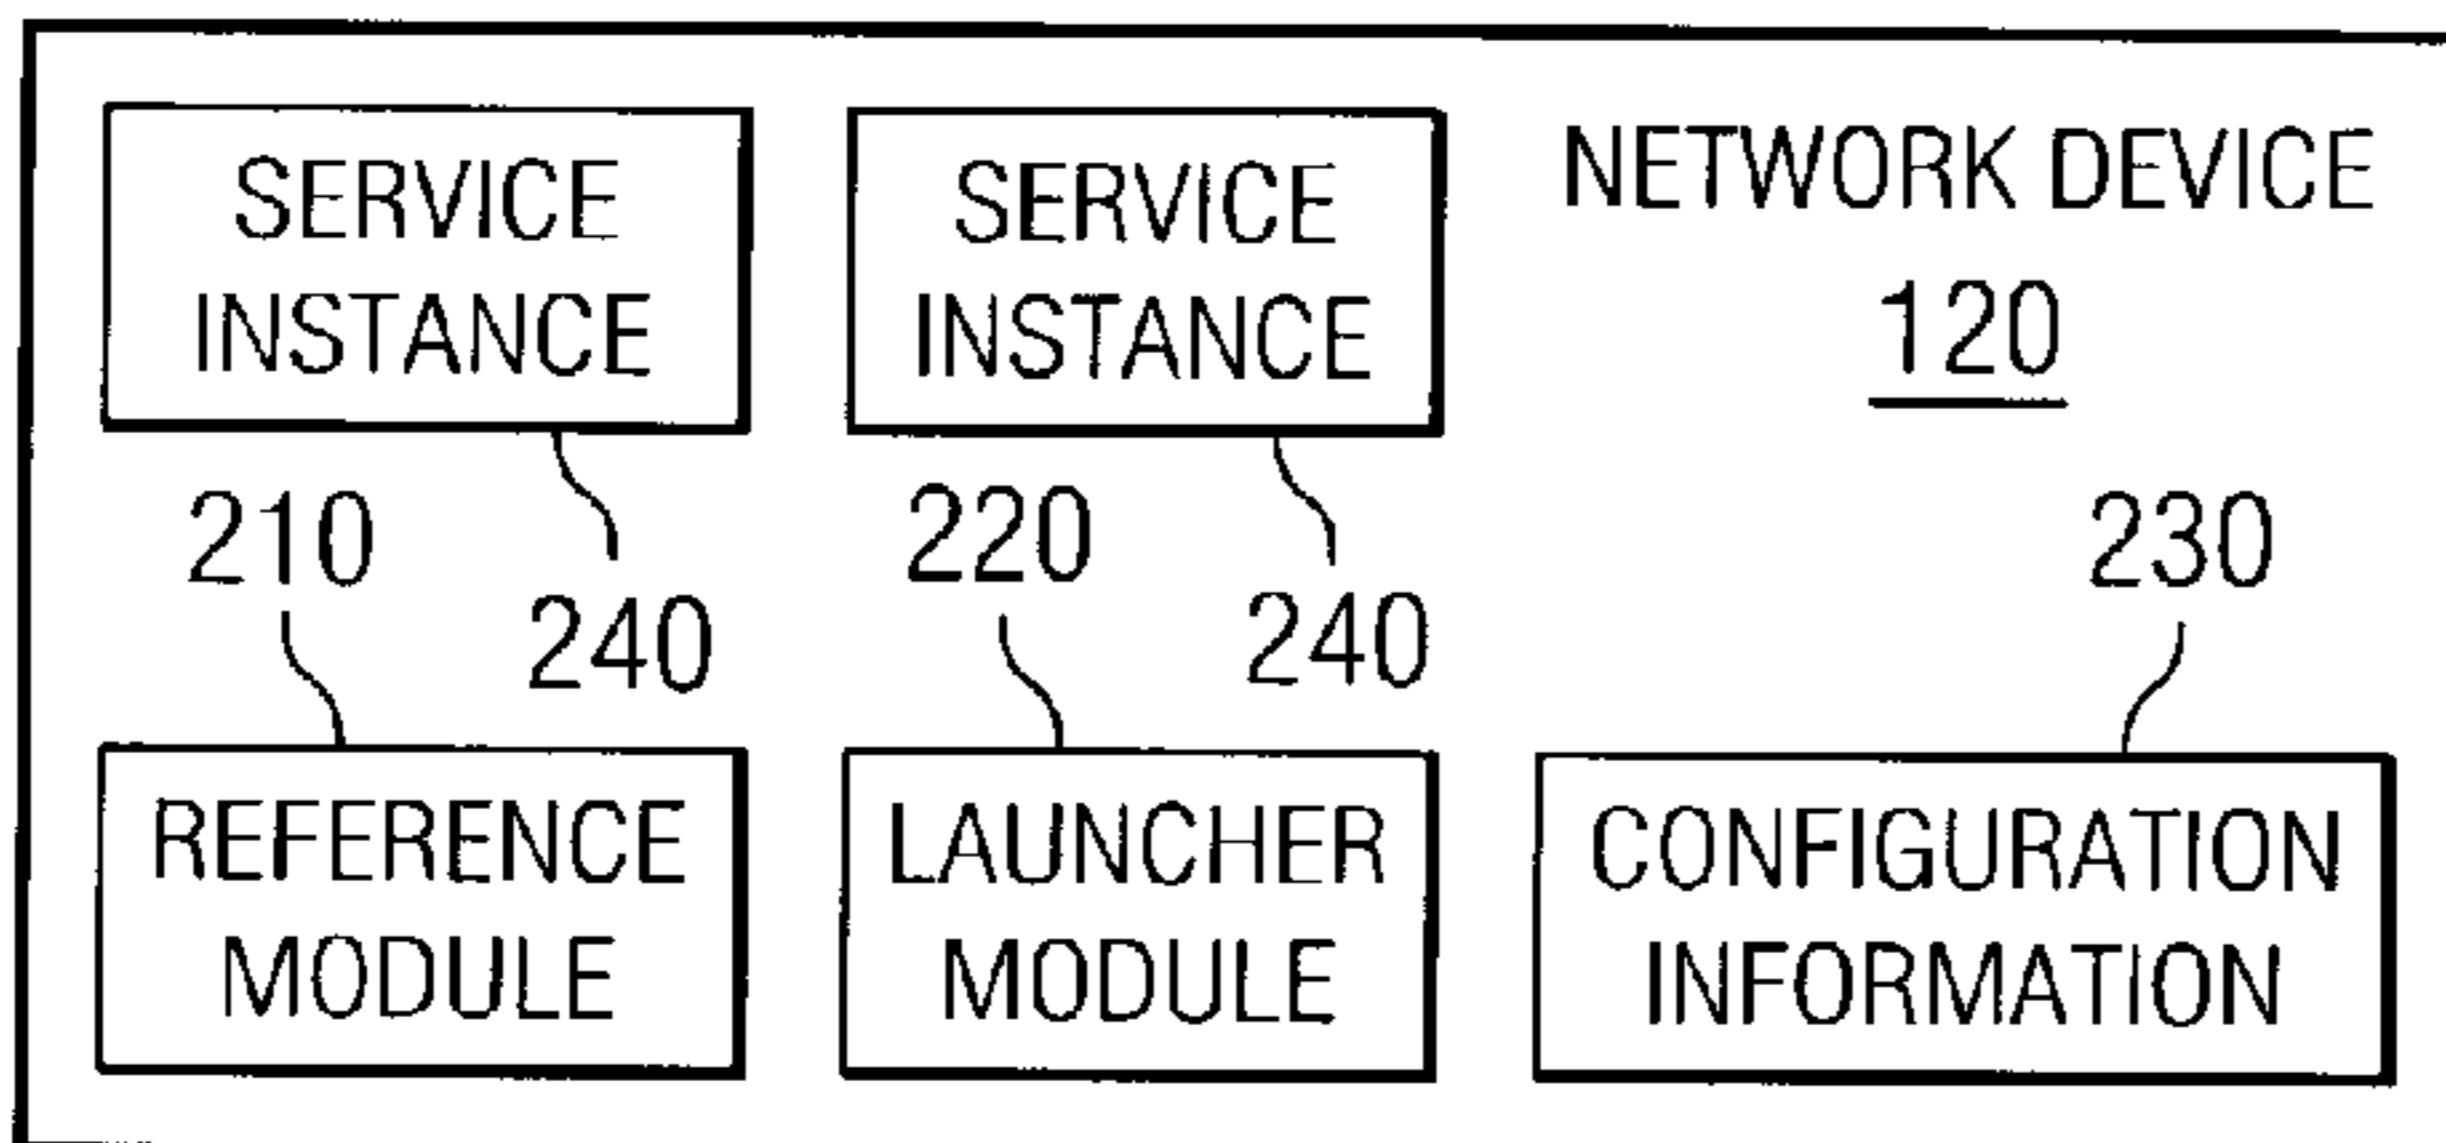 SERVICE
INSTANCE
SERVICE
INSTANCE
NETWORK DEVICE
120
210
240
220
240
230
REFERENCE
MODULE
LAUNCHER
MODULE
CONFIGURATION
INFORMATION